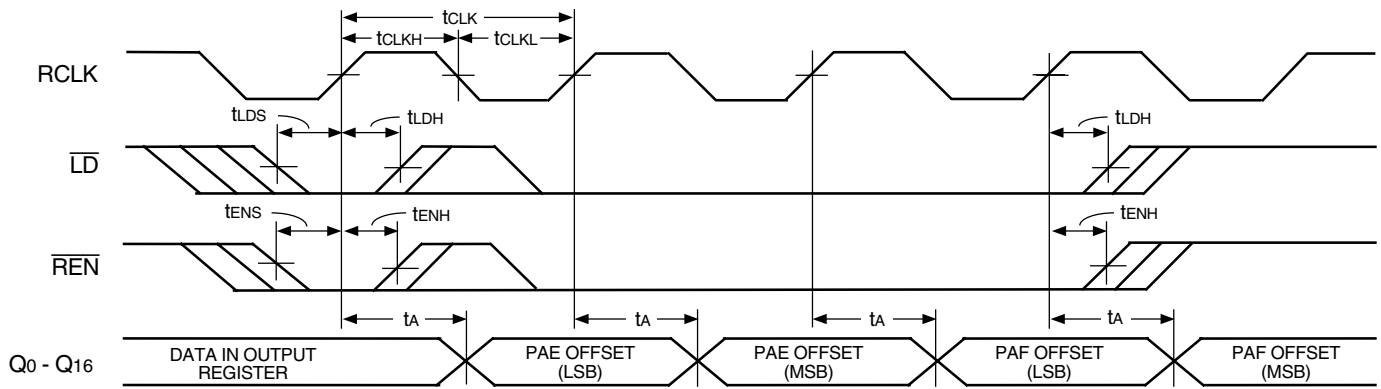 tCLK
tCLKH tCLKL
RCLK
tLDS tLDH tLDH
LD
tENS tENH tENH
REN
tA tA tA tA
Q0 - Q16
DATA IN OUTPUT
REGISTER
PAE OFFSET
(LSB)
PAE OFFSET
(MSB)
PAF OFFSET
(LSB)
PAF OFFSET
(MSB)